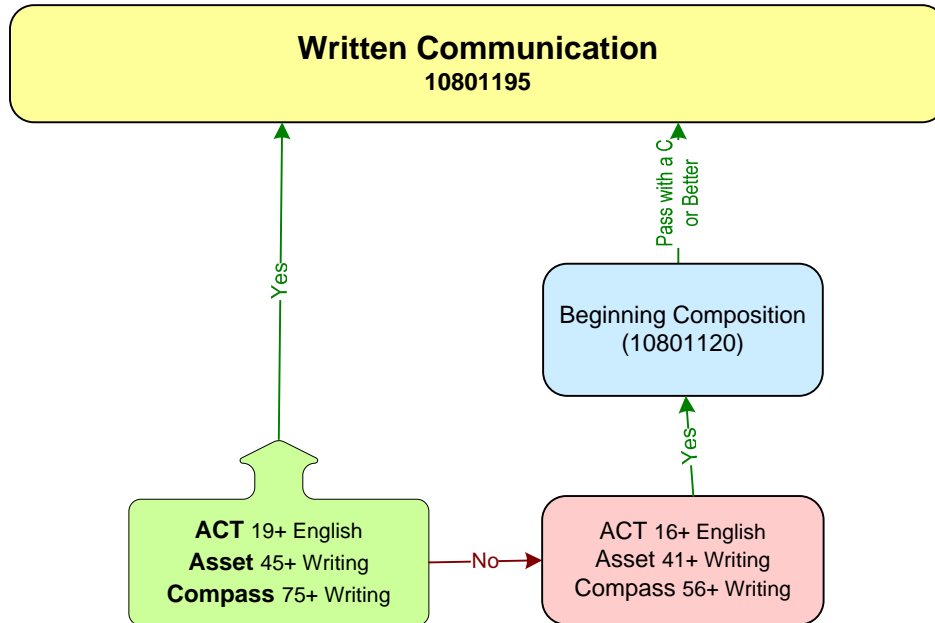 Written Communication
10801195
Pass with a C
or Better
Yes
Beginning Composition
(10801120)
Yes
ACT 19+ English
Asset 45+ Writing
Compass 75+ Writing
No
ACT 16+ English
Asset 41+ Writing
Compass 56+ Writing